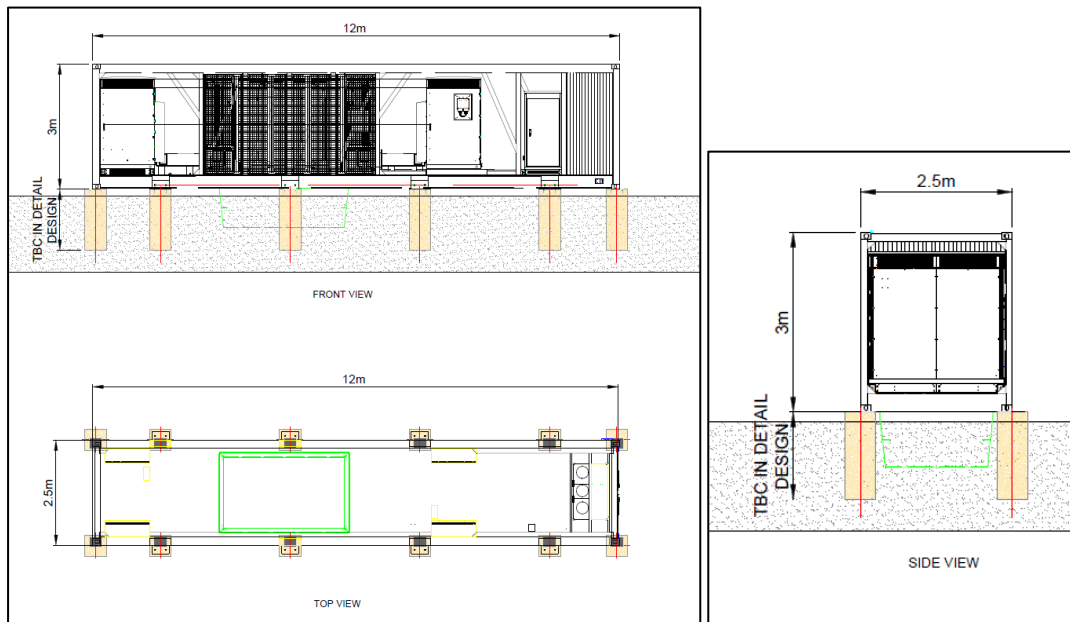 12m
3m
TBC IN DETAIL
DESIGN
FRONT VIEW
12m
2.5m
TOP VIEW
2.5m
3m
TBC IN DETAIL
DESIGN
SIDE VIEW